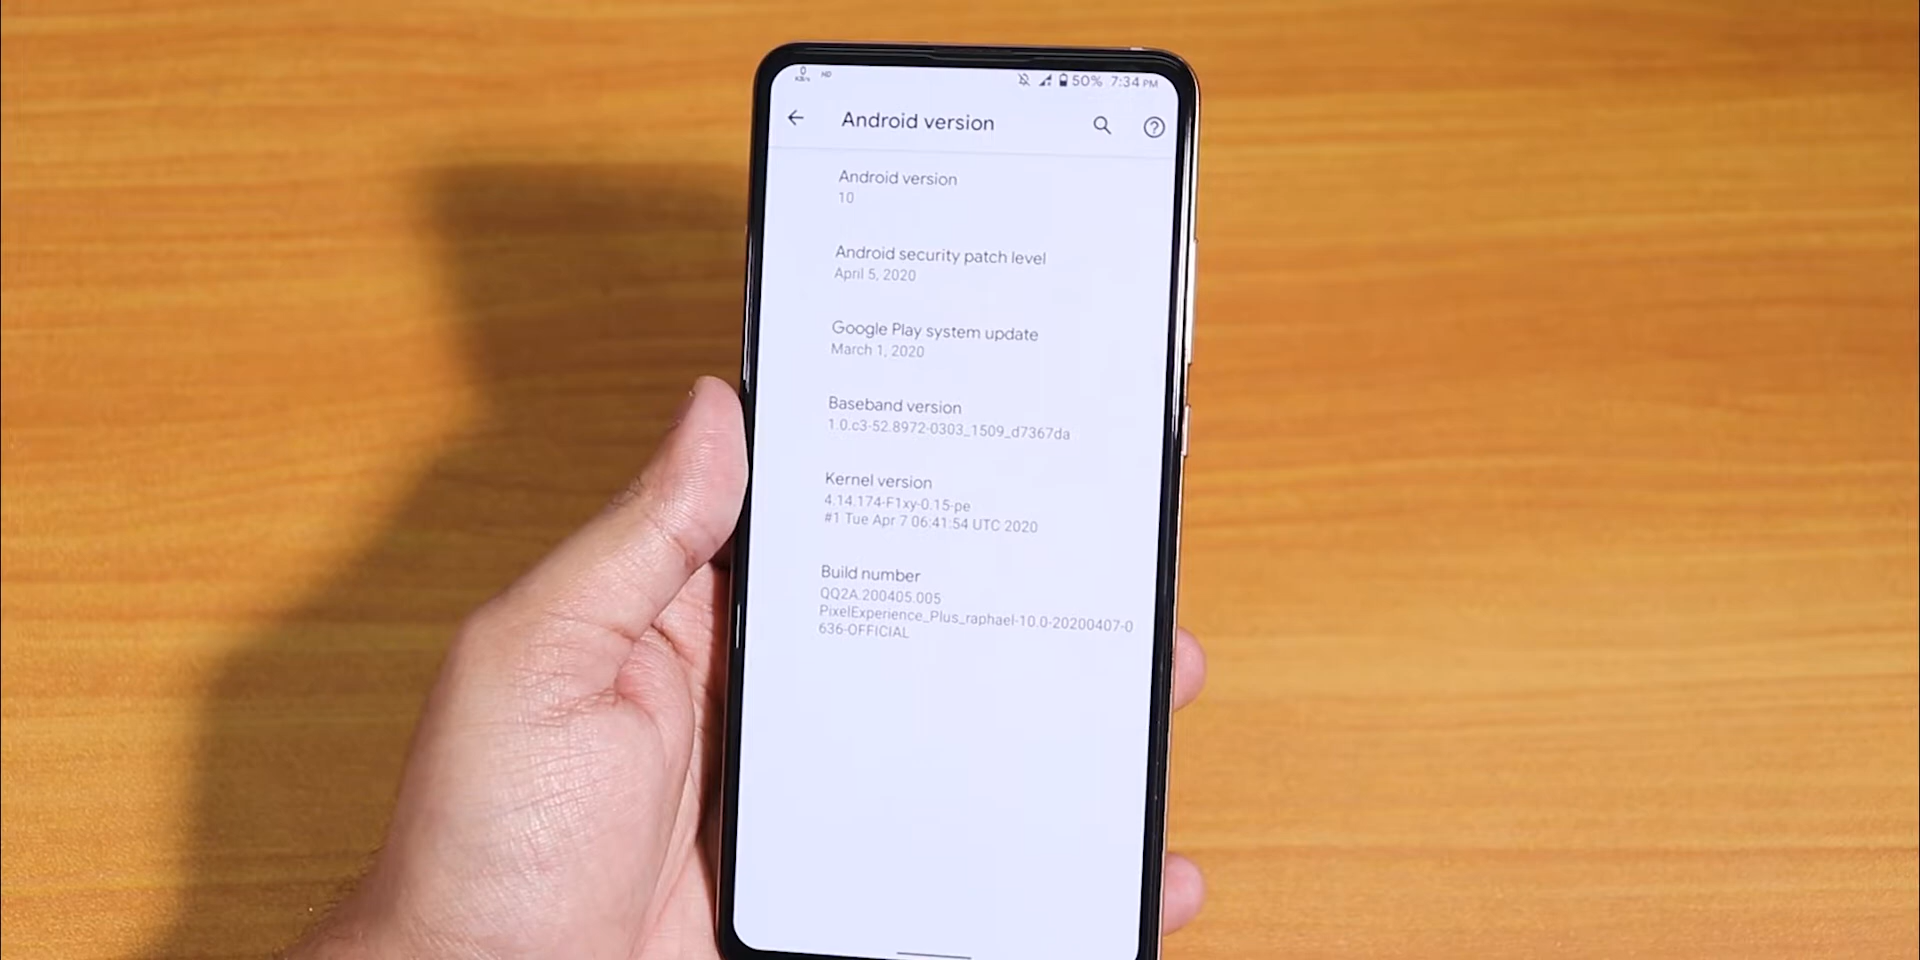 0
KB/s HD 50% 7:34 PM
Android version
Android version
10
Android security patch level
April 5, 2020
Google Play system update
March 1, 2020
Baseband version
1.0.c3-52.8972-0303_1509_d7367da
Kernel version
4.14.174-F1xy-0.15-pe
#1 Tue Apr 7 06:41:54 UTC 2020
Build number
QQ2A.200405.005
PixelExperience_Plus_raphael-10.0-20200407-0
636-OFFICIAL